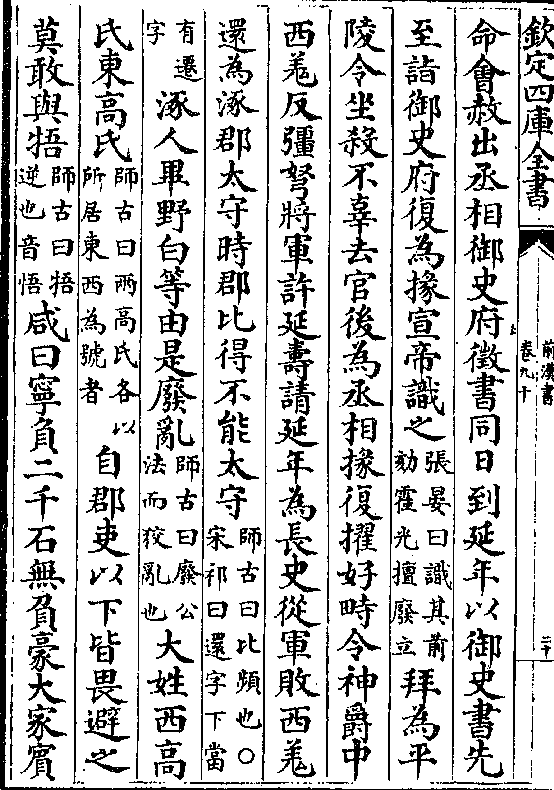 欽定四庫全書
前漢書
卷九十
二十
命會赦出丞相御史府徵書同日到延年以御史書先
至詣御史府復為掾宣帝識之張晏曰識其前劾霍光擅廢立拜為平
陵令坐殺不辜去官後為丞相掾復擢好畤令神爵中
西羌反彊弩將軍許延壽請延年為長史從軍敗西羌
還為涿郡太守時郡比得不能太守師古曰比頻也○宋祁曰還字下當
有遷字涿人畢野白等由是廢亂師古曰廢公法而狡亂也大姓西高
氏東高氏師古曰兩高氏各以所居東西為號者自郡吏以下皆畏避之
莫敢與牾師古曰牾逆也音悟咸曰寧負二千石無負豪大家賓